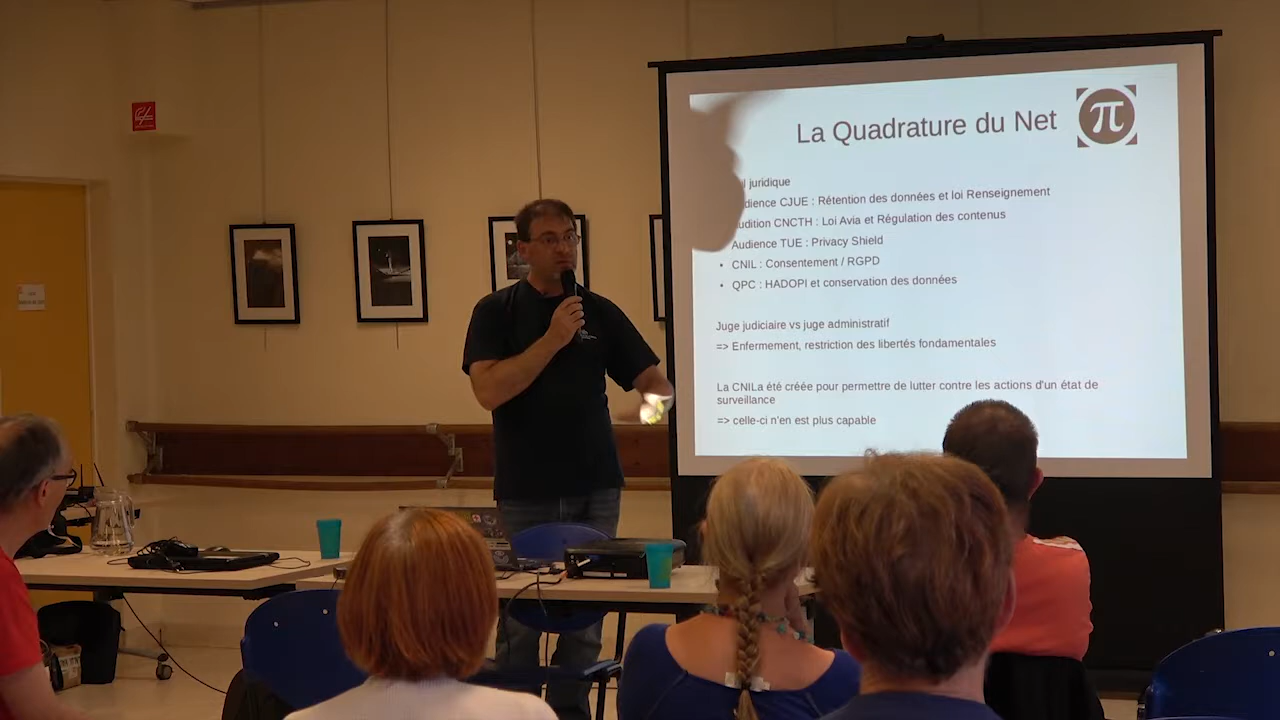 La Quadrature du Net
π
juridique
CJUE : Rétention des données et loi Renseignement
CNCTH : Loi Avia et Régulation des contenus
Audience TUE : Privacy Shield
• CNIL : Consentement / RGPD
• QPC : HADOPI et conservation des données
Juge judiciaire vs juge administratif
=> Enfermement, restriction des libertés fondamentales
La CNILa été créée pour permettre de lutter contre les actions d'un état de
surveillance
=> celle-ci n'en est plus capable